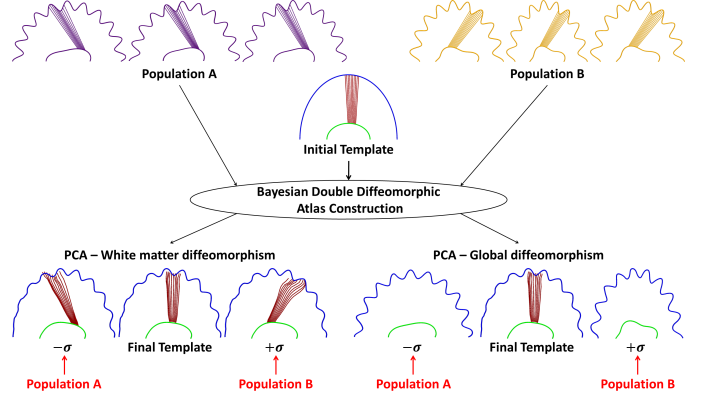 Population A
Population B
Initial Template
Bayesian Double Diffeomorphic
Atlas Construction
PCA – White matter diffeomorphism
PCA – Global diffeomorphism
−σ
Final Template
+σ
−σ
Final Template
+σ
Population A
Population B
Population A
Population B